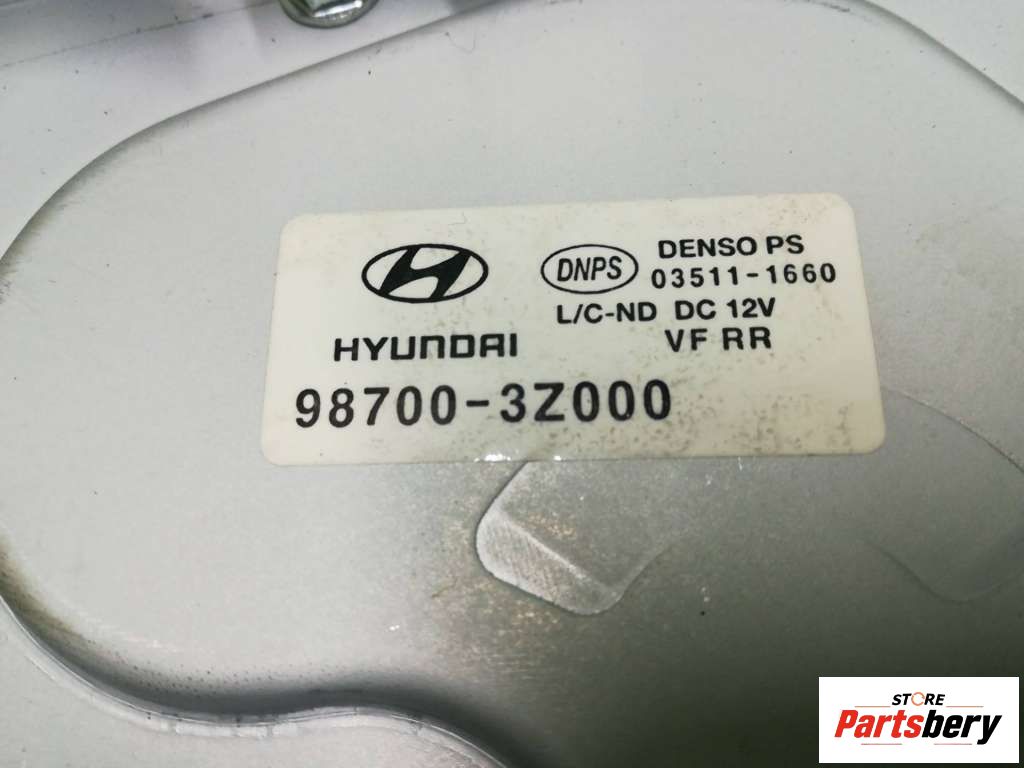 HYUNDAI
98700-3Z000
DNPS
DENSO PS
03511-1660
L/C-ND DC 12V
VF RR
STORE
Partsbery